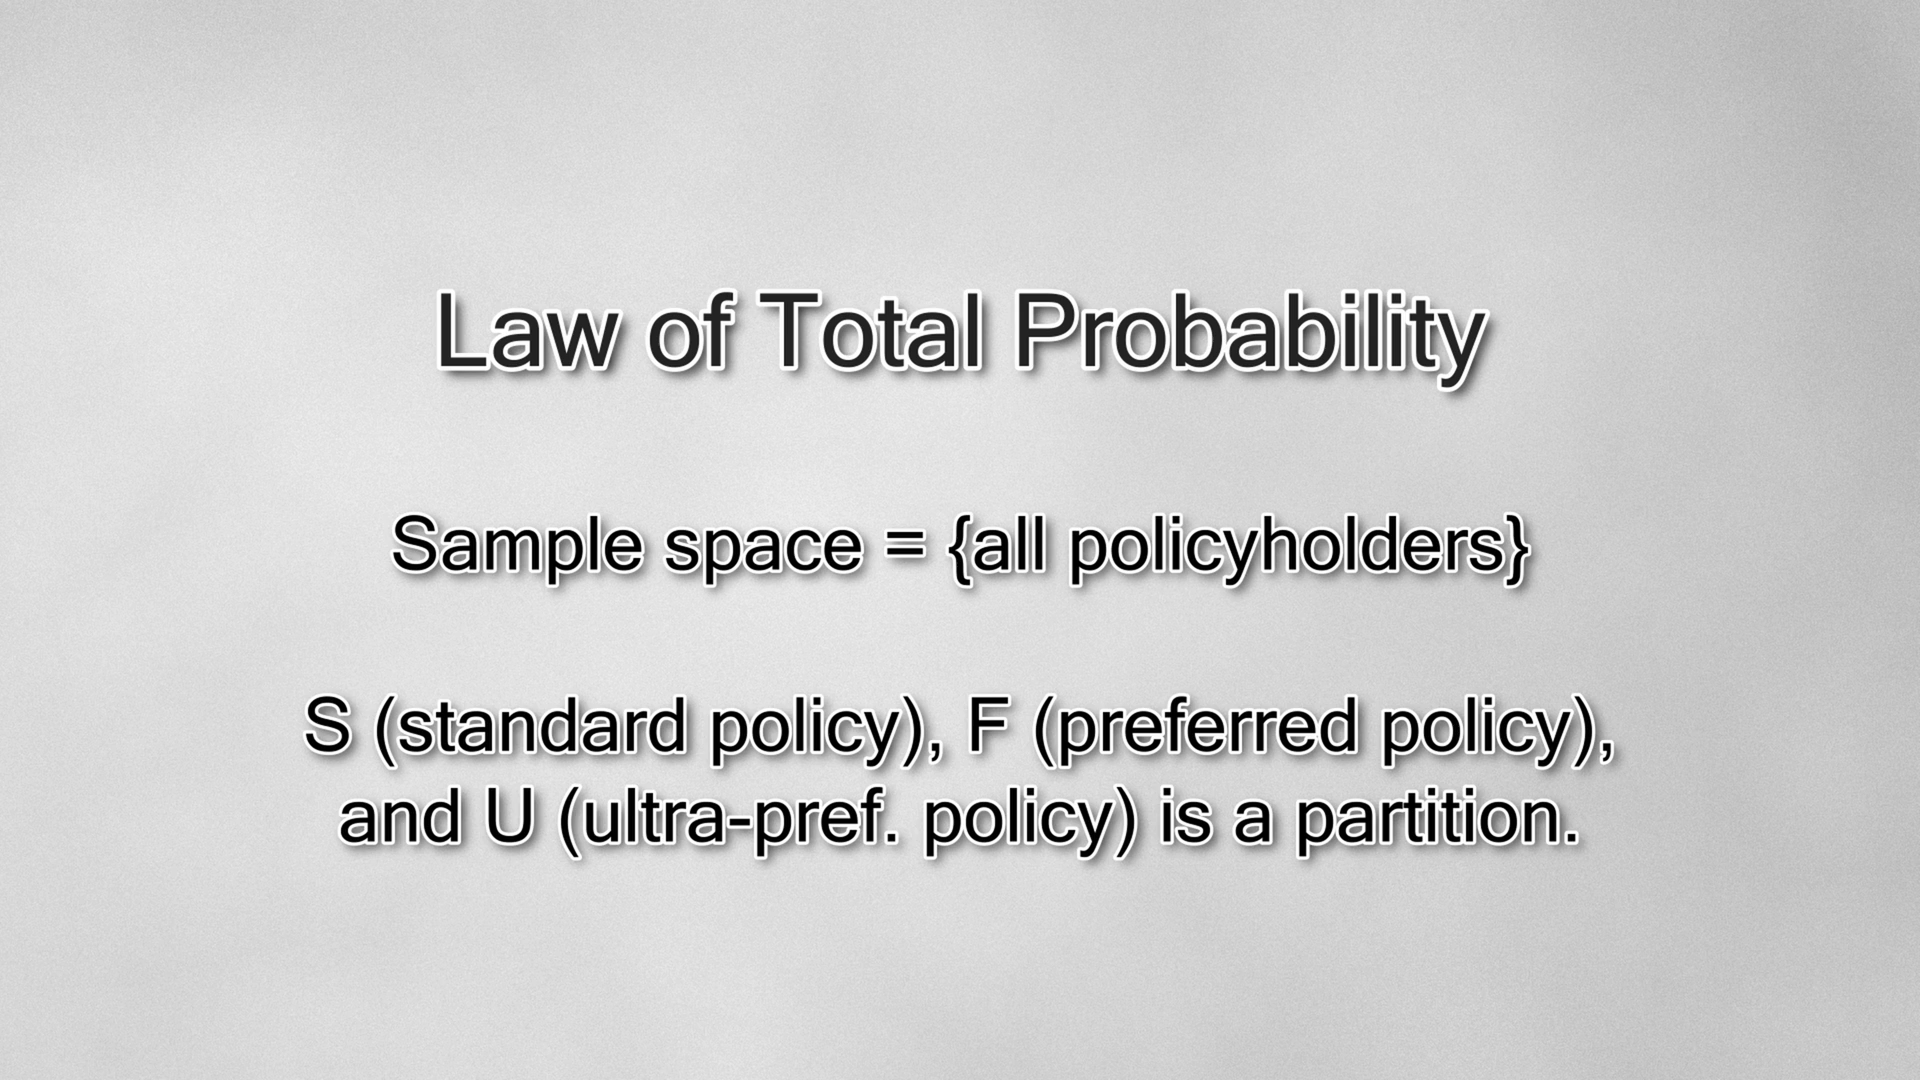 Law of Total Probability
Sample space = {all policyholders}
S (standard policy), F (preferred policy),
and U (ultra-pref. policy) is a partition.